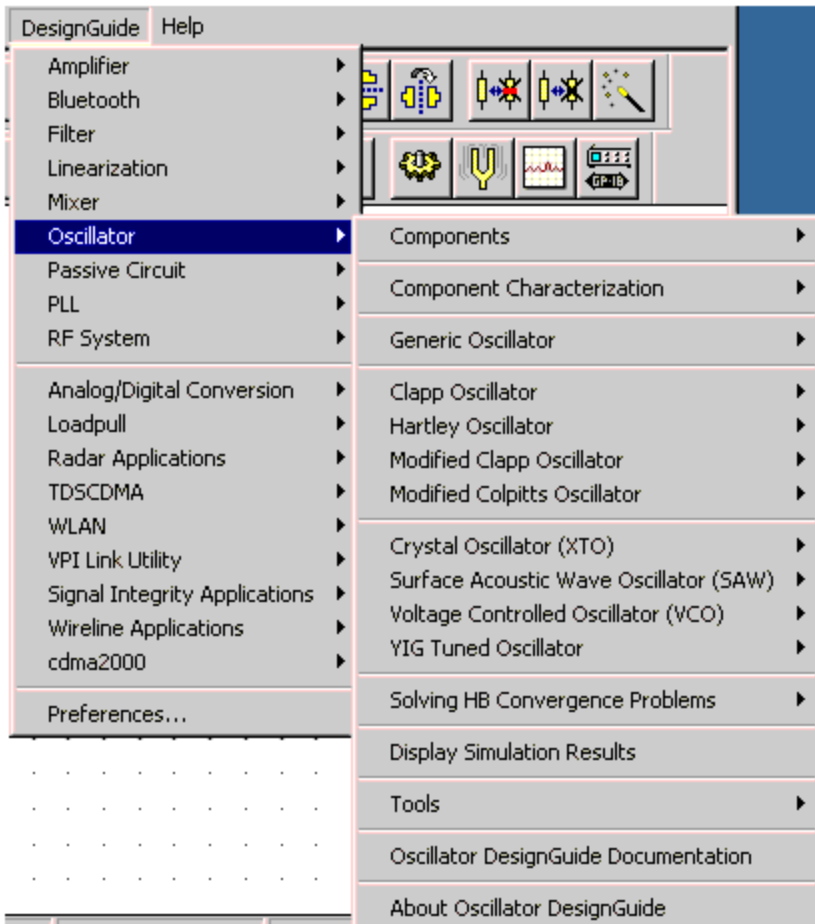 DesignGuide Help
Amplifier
Bluetooth
Filter
Linearization
Mixer
Oscillator
Passive Circuit
PLL
RF System
Analog/Digital Conversion
Loadpull
Radar Applications
TDSCDMA
WLAN
VPI Link Utility
Signal Integrity Applications
Wireline Applications
cdma2000
Preferences...
GP-IB
Components
Component Characterization
Generic Oscillator
Clapp Oscillator
Hartley Oscillator
Modified Clapp Oscillator
Modified Colpitts Oscillator
Crystal Oscillator (XTO)
Surface Acoustic Wave Oscillator (SAW)
Voltage Controlled Oscillator (VCO)
YIG Tuned Oscillator
Solving HB Convergence Problems
Display Simulation Results
Tools
Oscillator DesignGuide Documentation
About Oscillator DesignGuide